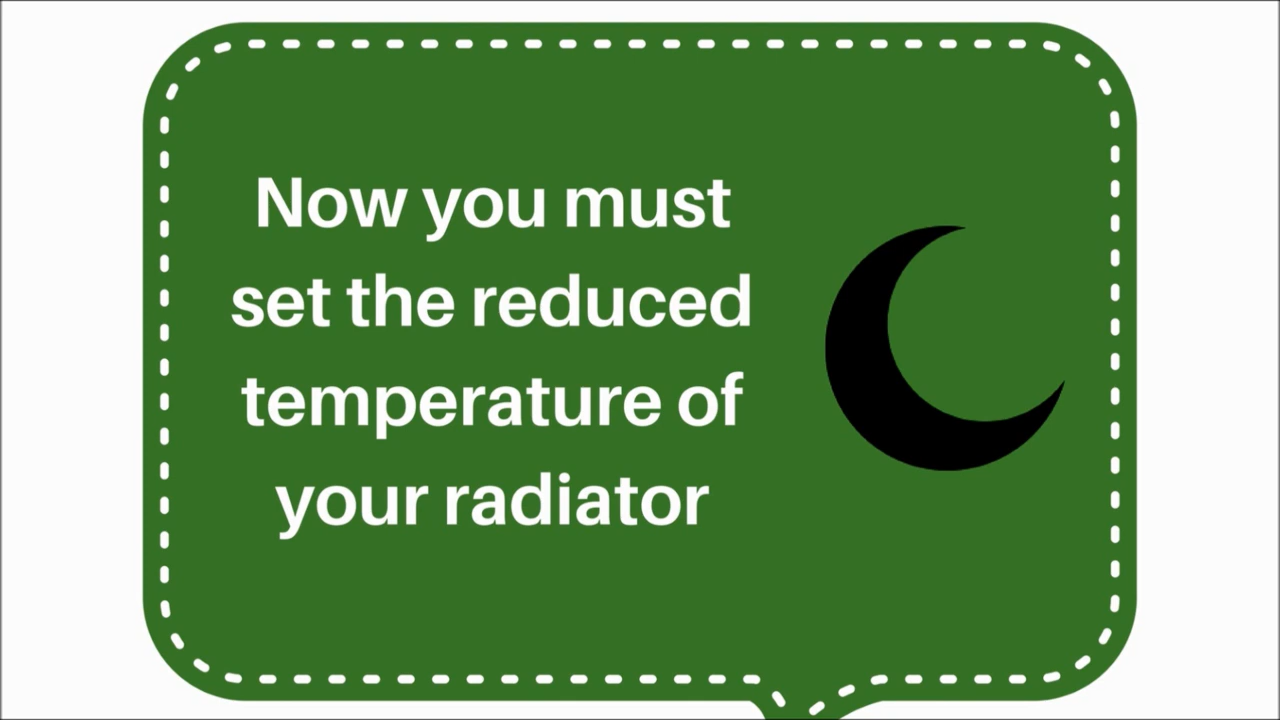 Now you must
set the reduced
temperature of
your radiator